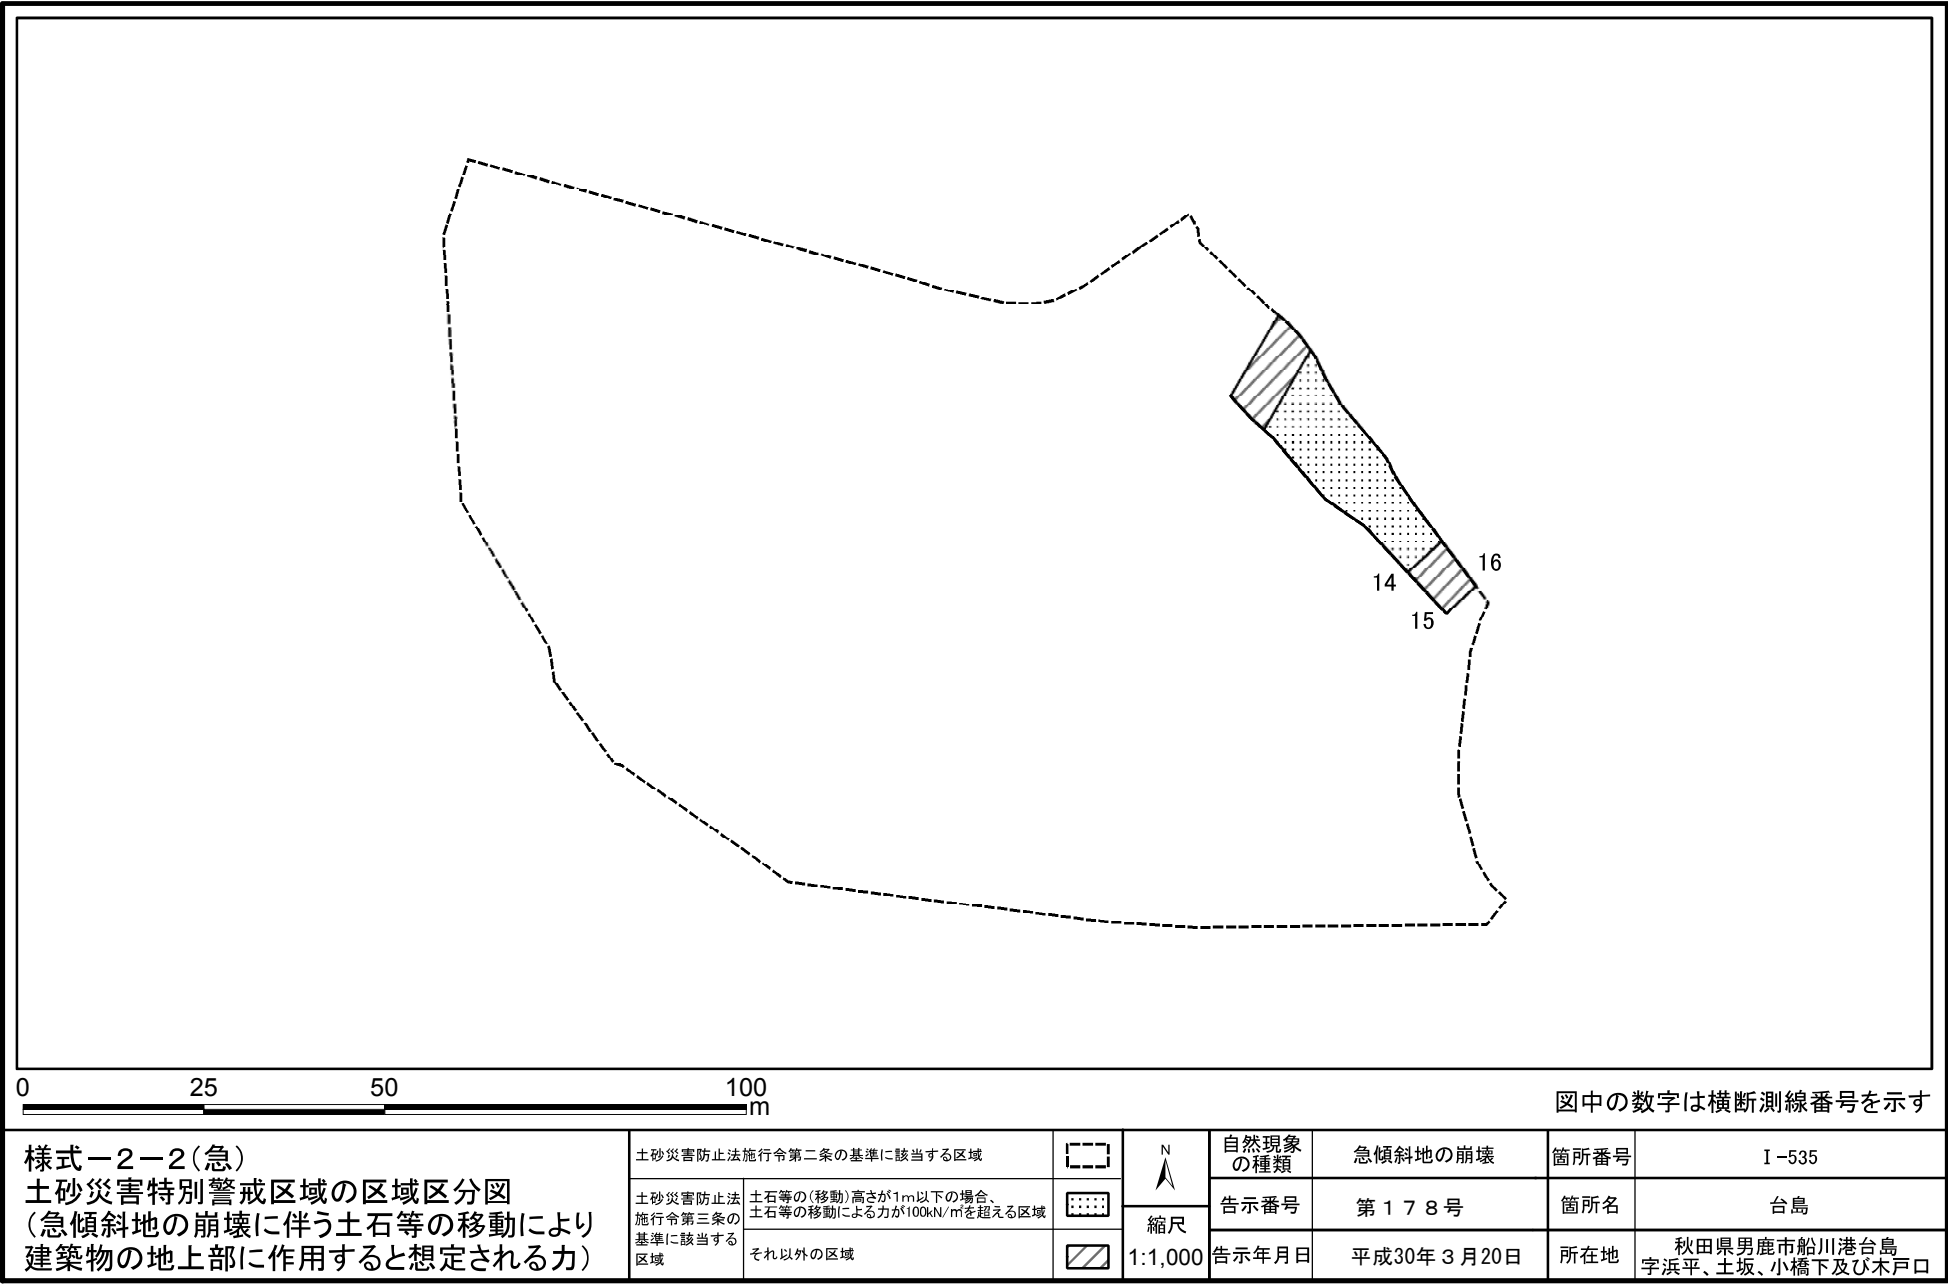 16
14
15
0 25 50 100
m
図中の数字は横断測線番号を示す
様式－2－2（急）
土砂災害特別警戒区域の区域区分図
（急傾斜地の崩壊に伴う土石等の移動により
建築物の地上部に作用すると想定される力）
土砂災害防止法施行令第二条の基準に該当する区域
土砂災害防止法
施行令第三条の
基準に該当する
区域
土石等の（移動）高さが1ｍ以下の場合、
土石等の移動による力が100kN/㎡を超える区域
それ以外の区域
N
縮尺
1:1,000
自然現象
の種類
急傾斜地の崩壊
箇所番号
Ⅰ-535
告示番号
第１７８号
箇所名
台島
告示年月日
平成30年３月20日
所在地
秋田県男鹿市船川港台島
字浜平、土坂、小橋下及び木戸口